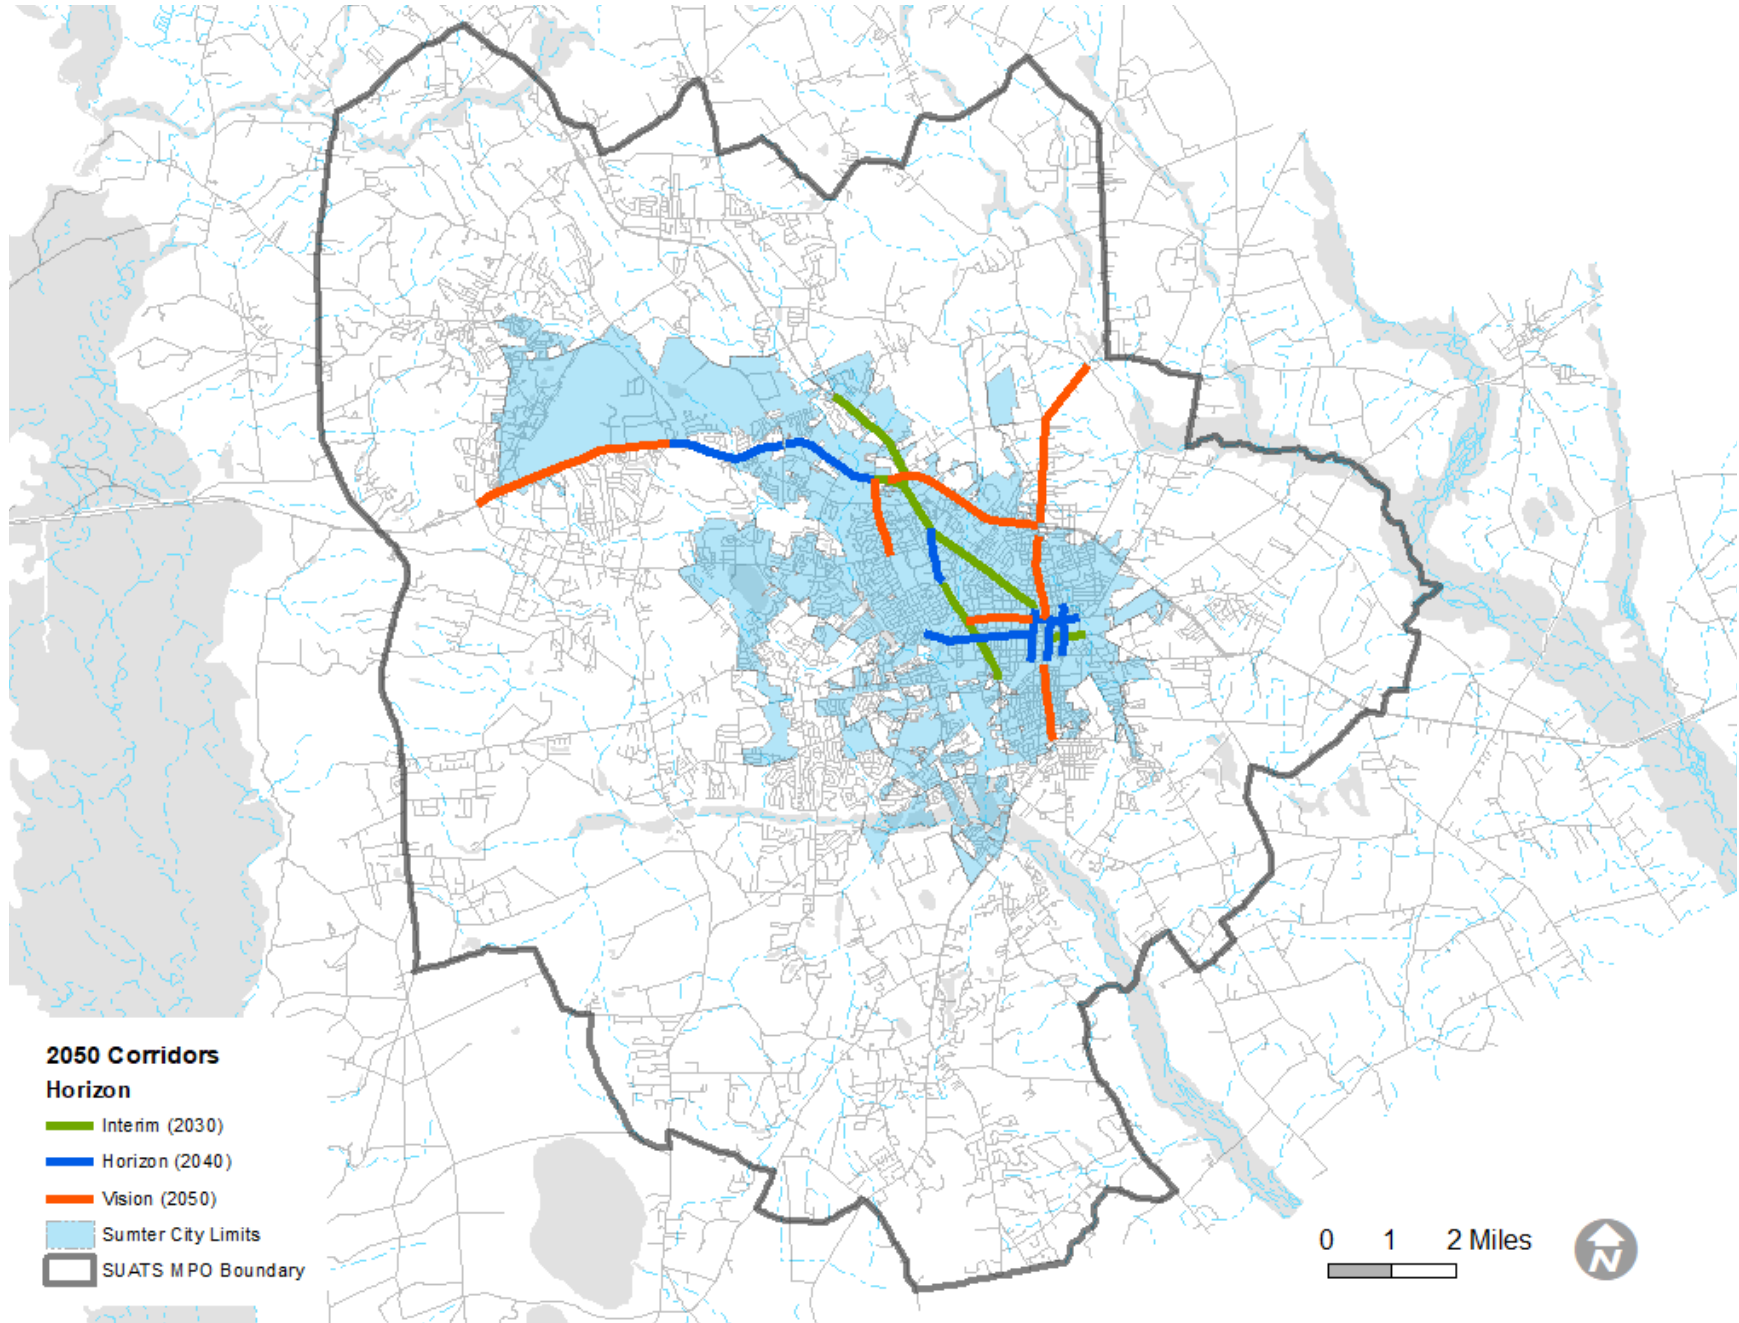 2050 Corridors
Horizon
Interim (2030)
Horizon (2040)
Vision (2050)
Sumter City Limits
SUATS MPO Boundary
0 1 2 Miles
N